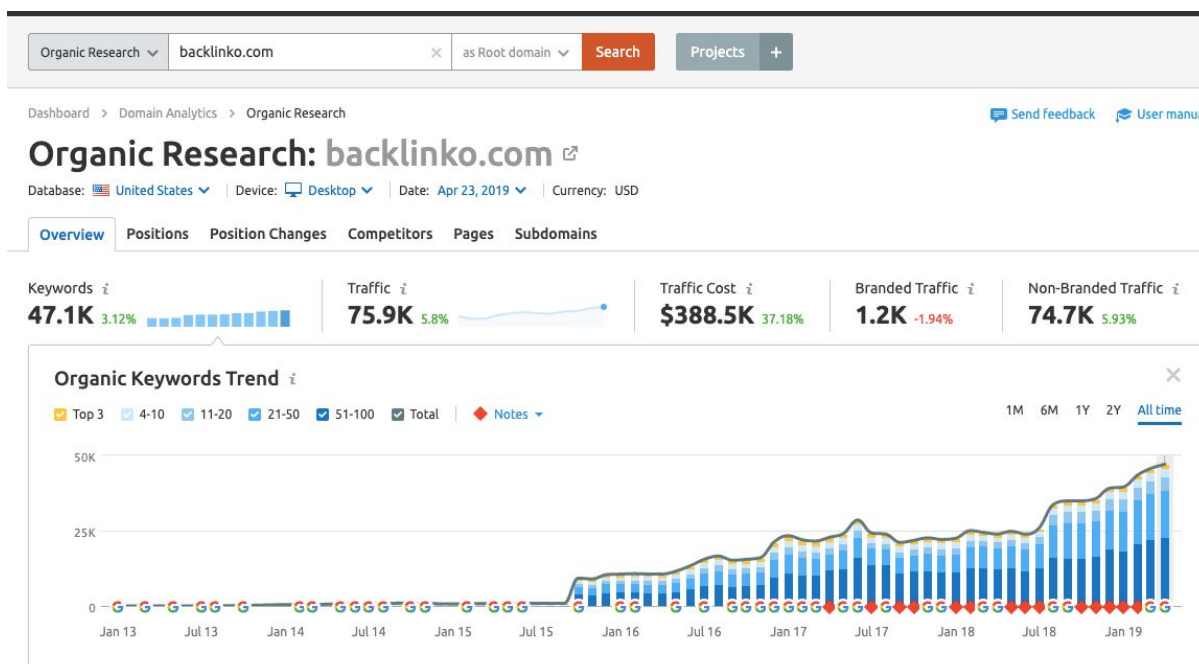 Organic Research backlinko.com × as Root domain Search Projects +
Dashboard > Domain Analytics > Organic Research Send feedback User manu
Organic Research: backlinko.com
Database: United States Device: Desktop Date: Apr 23, 2019 Currency: USD
Overview Positions Position Changes Competitors Pages Subdomains
Keywords i Traffic i Traffic Cost i Branded Traffic i Non-Branded Traffic i
47.1K 3.12% 75.9K 5.8% $388.5K 37.18% 1.2K -1.94% 74.7K 5.93%
Organic Keywords Trend i ×
Top 3 4-10 11-20 21-50 51-100 Total Notes 1M 6M 1Y 2Y All time
50K
25K
0
Jan 13 Jul 13 Jan 14 Jul 14 Jan 15 Jul 15 Jan 16 Jul 16 Jan 17 Jul 17 Jan 18 Jul 18 Jan 19